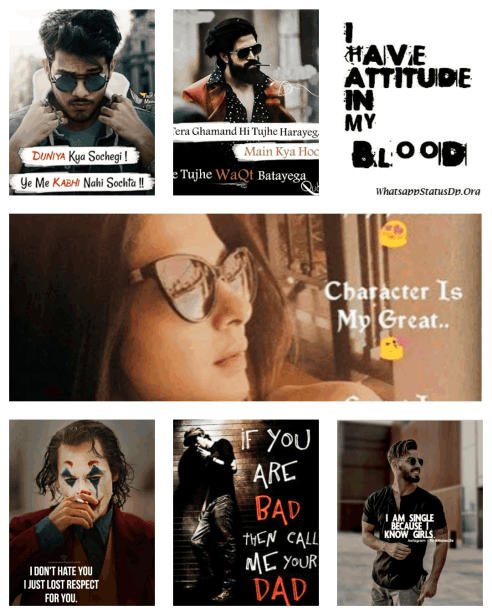 DUNIYA Kya Sochegi !
Ye Me KABHI Nahi Sochta !!
Tera Ghamand Hi Tujhe Harayega
Main Kya Hoo
e Tujhe WaQt Batayega
I
HAVE
ATTITUDE
IN
MY
BLOOD
WhatsappStatusDp.Org
Character Is
My Great..
I DON'T HATE YOU
I JUST LOST RESPECT
FOR YOU.
iF YOU
ARE
BAD
THEN CALL
ME YOUR
DAD
I AM SINGLE
BECAUSE I
KNOW GIRLS